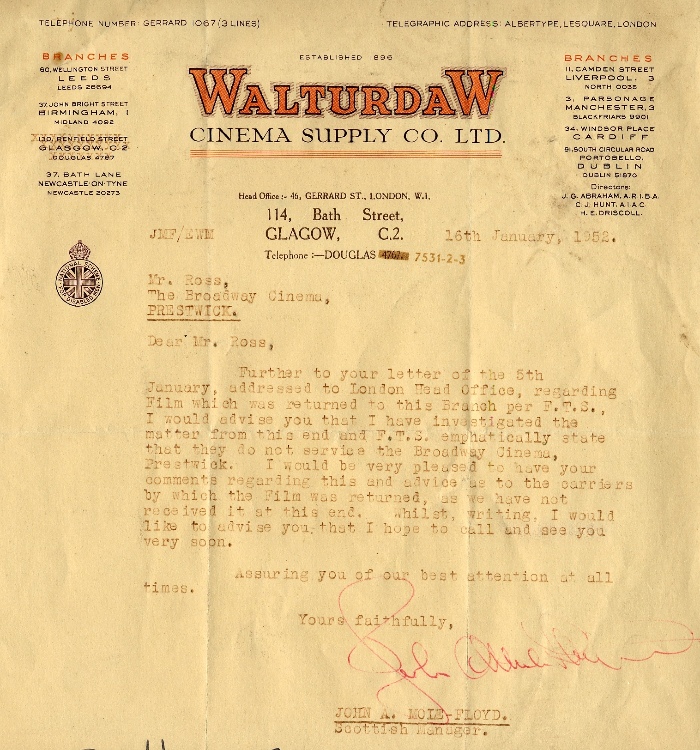 TELEPHONE NUMBER: GERRARD 1067 (3 LINES)
TELEGRAPHIC ADDRESS: ALBERTYPE, LESQUARE, LONDON
BRANCHES
60, WELLINGTON STREET
LEEDS
LEEDS 28694
37, JOHN BRIGHT STREET
BIRMINGHAM, 1
MIDLAND 4092
130, RENFIELD STREET,
GLASGOW, C.2
DOUGLAS 4767
37, BATH LANE
NEWCASTLE-ON-TYNE
NEWCASTLE 20273
ESTABLISHED 896
WALTURDAW
CINEMA SUPPLY CO. LTD.
BRANCHES
11, CAMDEN STREET
LIVERPOOL, 3
NORTH 0035
3, PARSONAGE
MANCHESTER, 3
BLACKFRIARS 9901
34, WINDSOR PLACE
CARDIFF
91, SOUTH CIRCULAR ROAD
PORTOBELLO,
DUBLIN
DUBLIN 51870
Directors:
J. G. ABRAHAM, A.R.I.B.A.
C. J. HUNT, A.I.A.C.
H. E. DRISCOLL.
Head Office :- 46, GERRARD ST., LONDON, W.1.
114, Bath Street,
GLAGOW, C.2.
Telephone :—DOUGLAS 4767. 7531-2-3
JMF/EWM
16th January, 1952.
Mr. Ross,
The Broadway Cinema,
PRESTWICK.
Dear Mr. Ross,
Further to your letter of the 5th
January, addressed to London Head Office, regarding
Film which was returned to this Branch per F.T.S.,
I would advise you that I have investigated the
matter from this end and F.T.S. emphatically state
that they do not service the Broadway Cinema,
Prestwick. I would be very pleased to have your
comments regarding this and advice as to the carriers
by which the Film was returned, as we have not
received it at this end. Whilst, writing, I would
like to advise you, that I hope to call and see you
very soon.
Assuring you of our best attention at all
times.
Yours faithfully,
JOHN A. MOLE-FLOYD.
Scottish Manager.